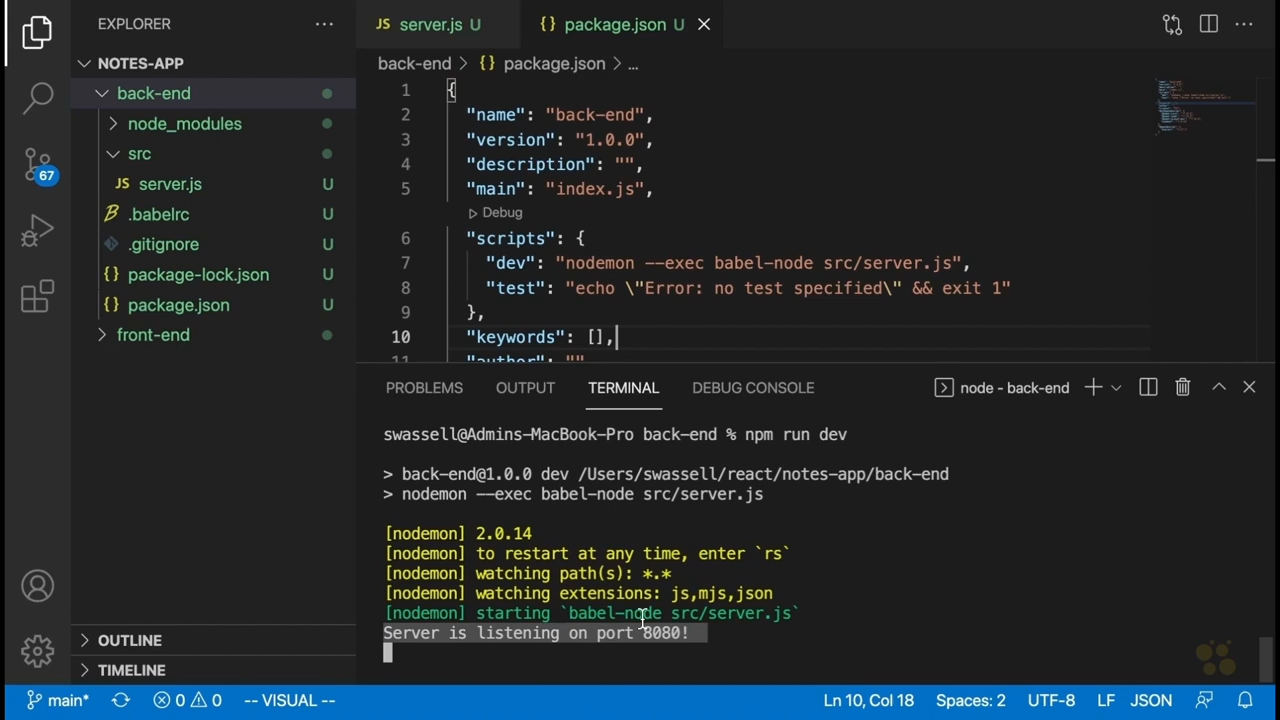 EXPLORER
NOTES-APP
back-end
node_modules
src
JS server.js U
.babelrc U
.gitignore U
{} package-lock.json U
{} package.json U
front-end
67
OUTLINE
TIMELINE
JS server.js U {} package.json U
back-end > {} package.json > ...
1 {
2 "name": "back-end",
3 "version": "1.0.0",
4 "description": "",
5 "main": "index.js",
Debug
6 "scripts": {
7 "dev": "nodemon --exec babel-node src/server.js",
8 "test": "echo \"Error: no test specified\" && exit 1"
9 },
10 "keywords": [],
11 "author": ""
PROBLEMS OUTPUT TERMINAL DEBUG CONSOLE node - back-end
swassell@Admins-MacBook-Pro back-end % npm run dev
> back-end@1.0.0 dev /Users/swassell/react/notes-app/back-end
> nodemon --exec babel-node src/server.js
[nodemon] 2.0.14
[nodemon] to restart at any time, enter `rs`
[nodemon] watching path(s): *.*
[nodemon] watching extensions: js,mjs,json
[nodemon] starting `babel-node src/server.js`
Server is listening on port 8080!
main* 0 0 -- VISUAL -- Ln 10, Col 18 Spaces: 2 UTF-8 LF JSON